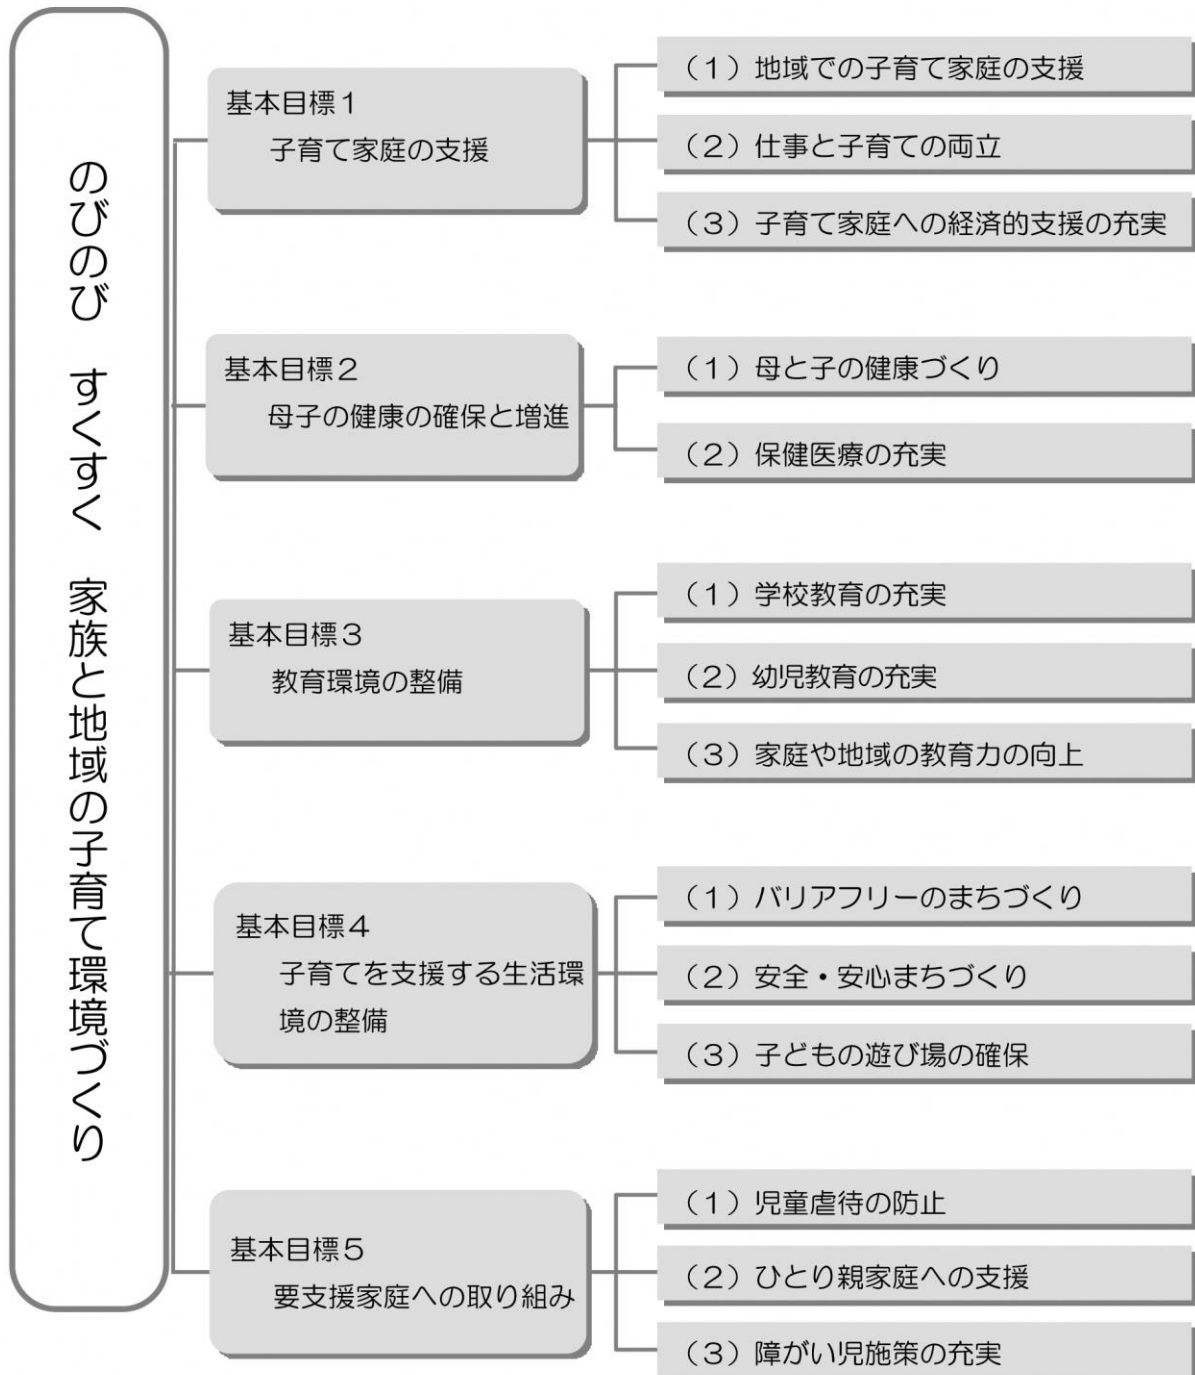 のびのび　すくすく　家族と地域の子育て環境づくり
基本目標１
子育て家庭の支援
（１）地域での子育て家庭の支援
（２）仕事と子育ての両立
（３）子育て家庭への経済的支援の充実
基本目標２
母子の健康の確保と増進
（１）母と子の健康づくり
（２）保健医療の充実
基本目標３
教育環境の整備
（１）学校教育の充実
（２）幼児教育の充実
（３）家庭や地域の教育力の向上
基本目標４
子育てを支援する生活環
境の整備
（１）バリアフリーのまちづくり
（２）安全・安心まちづくり
（３）子どもの遊び場の確保
基本目標５
要支援家庭への取り組み
（１）児童虐待の防止
（２）ひとり親家庭への支援
（３）障がい児施策の充実